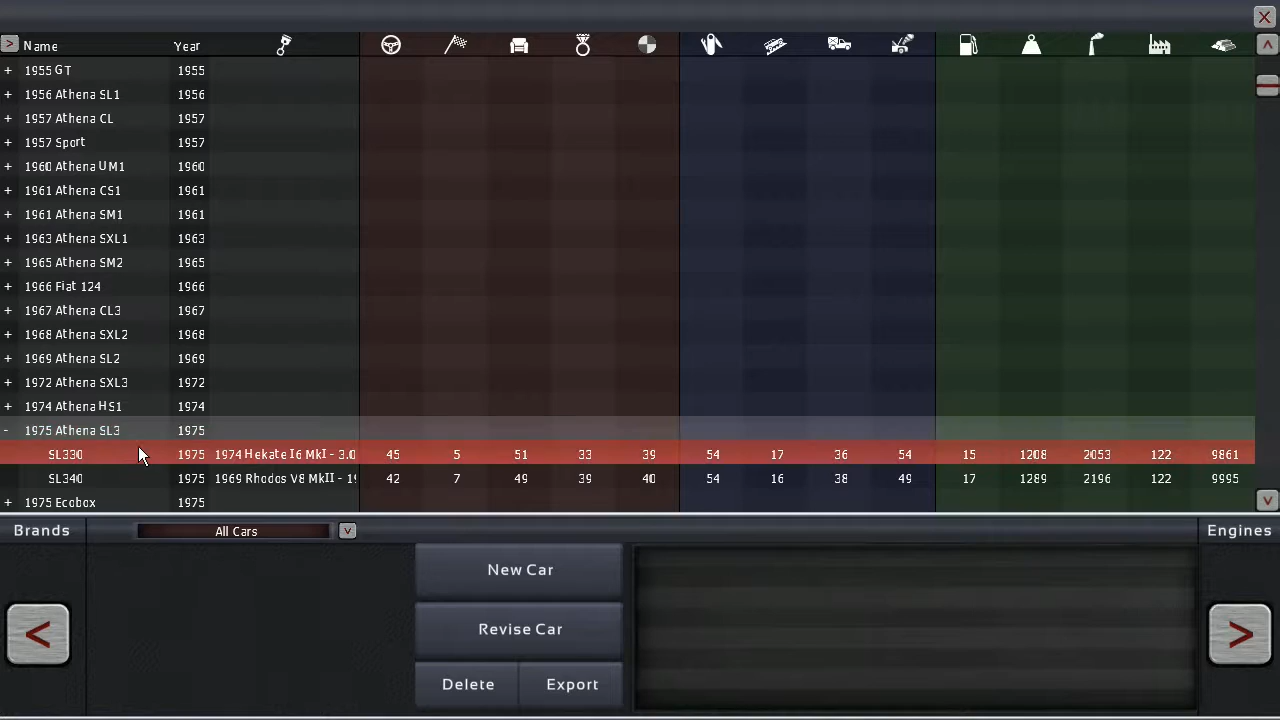 Name Year
+ 1955 GT 1955
+ 1956 Athena SL1 1956
+ 1957 Athena CL 1957
+ 1957 Sport 1957
+ 1960 Athena UM1 1960
+ 1961 Athena CS1 1961
+ 1961 Athena SM1 1961
+ 1963 Athena SXL1 1963
+ 1965 Athena SM2 1965
+ 1966 Fiat 124 1966
+ 1967 Athena CL3 1967
+ 1968 Athena SXL2 1968
+ 1969 Athena SL2 1969
+ 1972 Athena SXL3 1972
+ 1974 Athena HS1 1974
- 1975 Athena SL3 1975
SL330 1975 1974 Hekate I6 MkI - 3.0 45 5 51 33 39 54 17 36 54 15 1208 2053 122 9861
SL340 1975 1969 Rhodos V8 MkII - 19 42 7 49 39 40 54 16 38 49 17 1289 2196 122 9995
+ 1975 Ecobox 1975
Brands All Cars Engines
New Car
Revise Car
Delete Export